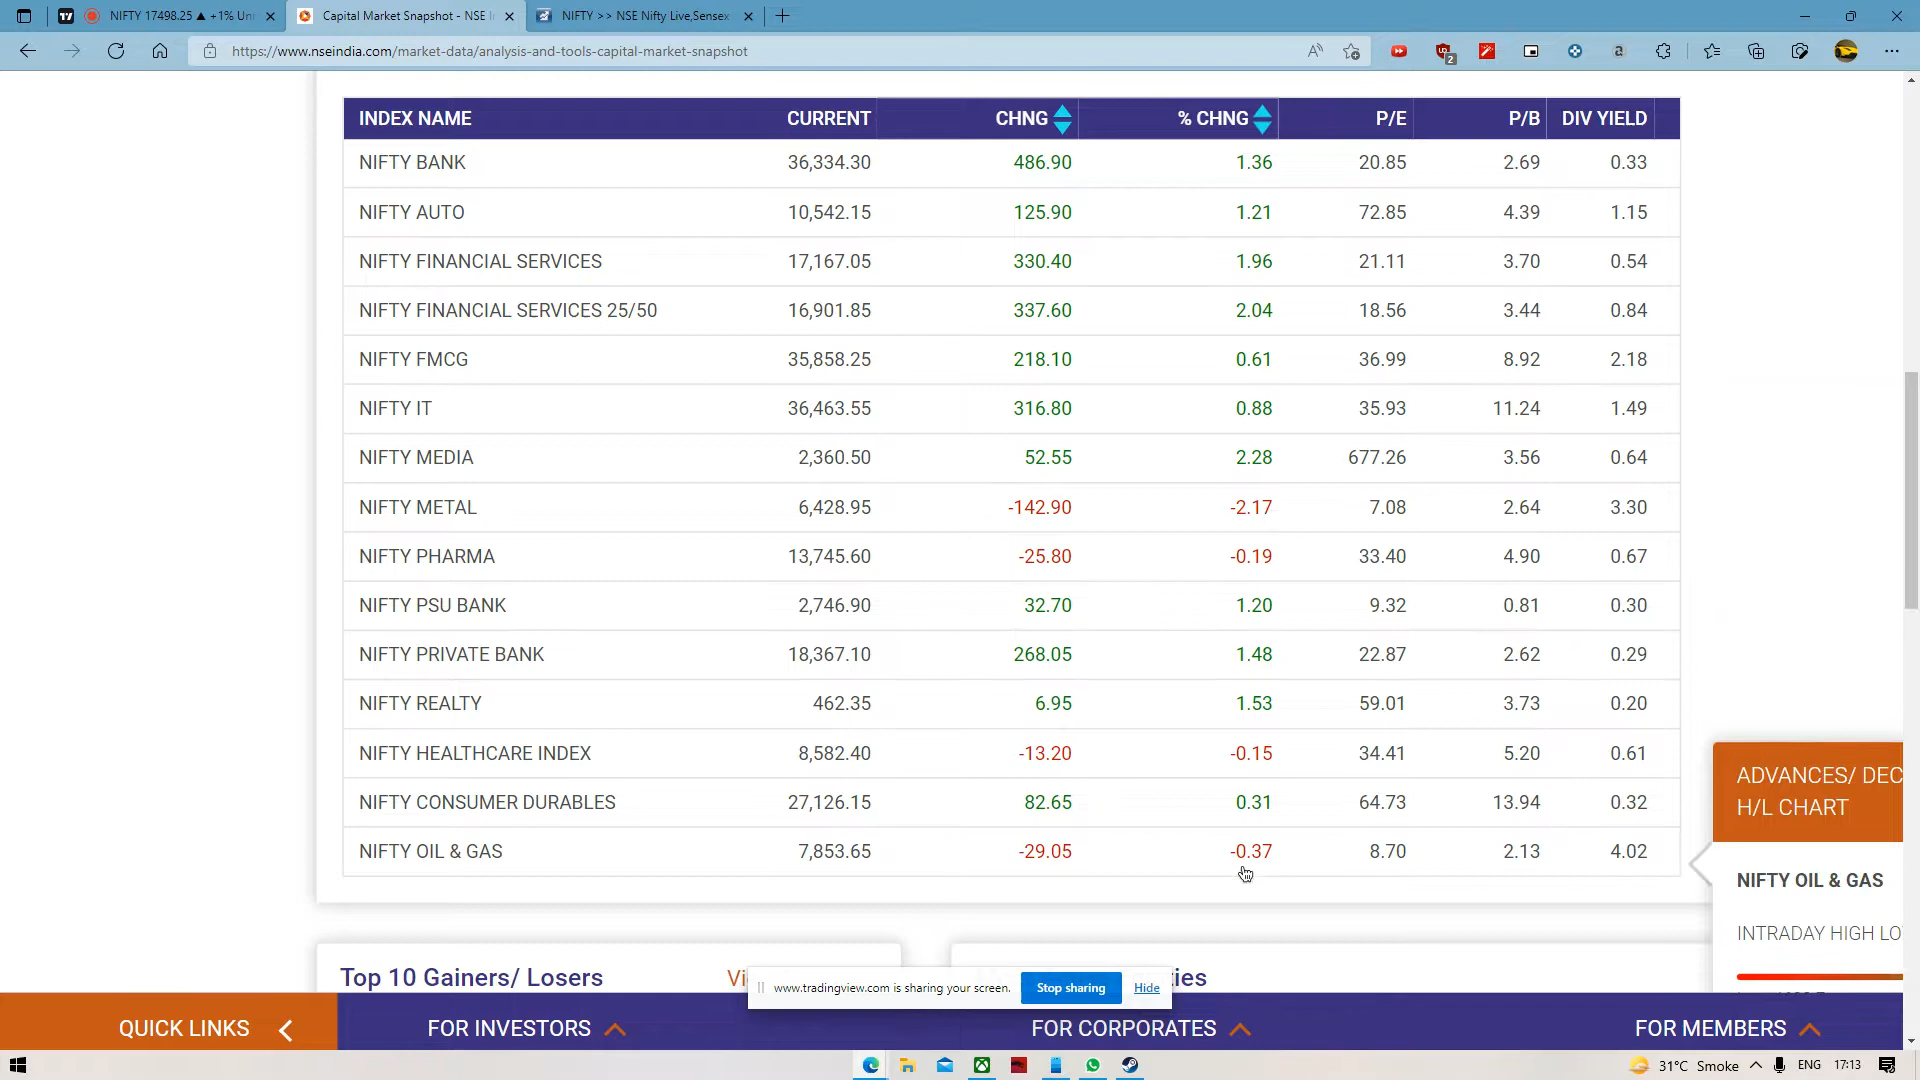 NIFTY 17498.25 ▲ +1% Un
Capital Market Snapshot - NSE I
NIFTY >> NSE Nifty Live,Sensex
https://www.nseindia.com/market-data/analysis-and-tools-capital-market-snapshot
2
INDEX NAME CURRENT CHNG % CHNG P/E P/B DIV YIELD
NIFTY BANK 36,334.30 486.90 1.36 20.85 2.69 0.33
NIFTY AUTO 10,542.15 125.90 1.21 72.85 4.39 1.15
NIFTY FINANCIAL SERVICES 17,167.05 330.40 1.96 21.11 3.70 0.54
NIFTY FINANCIAL SERVICES 25/50 16,901.85 337.60 2.04 18.56 3.44 0.84
NIFTY FMCG 35,858.25 218.10 0.61 36.99 8.92 2.18
NIFTY IT 36,463.55 316.80 0.88 35.93 11.24 1.49
NIFTY MEDIA 2,360.50 52.55 2.28 677.26 3.56 0.64
NIFTY METAL 6,428.95 -142.90 -2.17 7.08 2.64 3.30
NIFTY PHARMA 13,745.60 -25.80 -0.19 33.40 4.90 0.67
NIFTY PSU BANK 2,746.90 32.70 1.20 9.32 0.81 0.30
NIFTY PRIVATE BANK 18,367.10 268.05 1.48 22.87 2.62 0.29
NIFTY REALTY 462.35 6.95 1.53 59.01 3.73 0.20
NIFTY HEALTHCARE INDEX 8,582.40 -13.20 -0.15 34.41 5.20 0.61
NIFTY CONSUMER DURABLES 27,126.15 82.65 0.31 64.73 13.94 0.32
NIFTY OIL & GAS 7,853.65 -29.05 -0.37 8.70 2.13 4.02
ADVANCES/ DEC
H/L CHART
NIFTY OIL & GAS
INTRADAY HIGH LO
Top 10 Gainers/ Losers Vi ties
www.tradingview.com is sharing your screen. Stop sharing Hide
QUICK LINKS FOR INVESTORS FOR CORPORATES FOR MEMBERS
31°C Smoke ENG 17:13